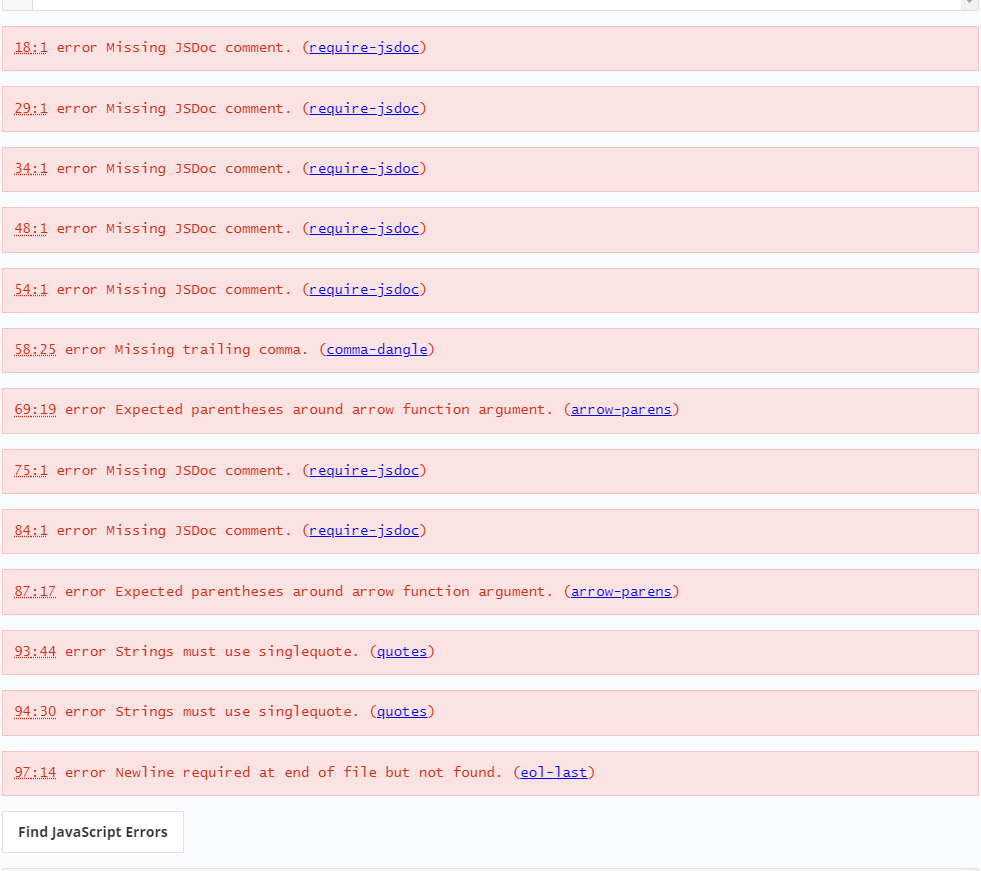 18:1 error Missing JSDoc comment. (require-jsdoc)
29:1 error Missing JSDoc comment. (require-jsdoc)
34:1 error Missing JSDoc comment. (require-jsdoc)
48:1 error Missing JSDoc comment. (require-jsdoc)
54:1 error Missing JSDoc comment. (require-jsdoc)
58:25 error Missing trailing comma. (comma-dangle)
69:19 error Expected parentheses around arrow function argument. (arrow-parens)
75:1 error Missing JSDoc comment. (require-jsdoc)
84:1 error Missing JSDoc comment. (require-jsdoc)
87:17 error Expected parentheses around arrow function argument. (arrow-parens)
93:44 error Strings must use singlequote. (quotes)
94:30 error Strings must use singlequote. (quotes)
97:14 error Newline required at end of file but not found. (eol-last)
Find JavaScript Errors